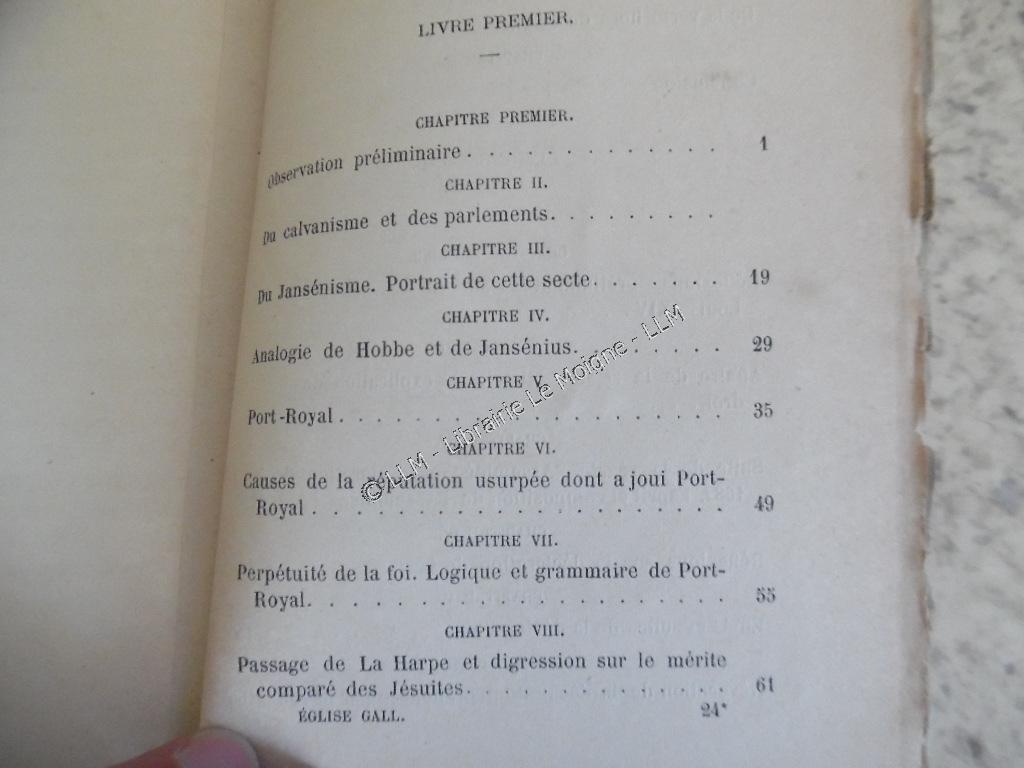 LIVRE PREMIER.
CHAPITRE PREMIER.
Observation préliminaire . . . . . . . . . . . . . 1
CHAPITRE II.
Du calvanisme et des parlements. . . . . . . . .
CHAPITRE III.
Du Jansénisme. Portrait de cette secte. . . . . . . 19
CHAPITRE IV.
Analogie de Hobbe et de Jansénius. . . . . . . . 29
CHAPITRE V.
Port-Royal . . . . . . . . . . . . . . . . . . 35
CHAPITRE VI.
Causes de la réputation usurpée dont a joui Port-
Royal . . . . . . . . . . . . . . . . . . . 49
CHAPITRE VII.
Perpétuité de la foi. Logique et grammaire de Port-
Royal. . . . . . . . . . . . . . . . . . . . 55
CHAPITRE VIII.
Passage de La Harpe et digression sur le mérite
comparé des Jésuites. . . . . . . . . . . . . 61
ÉGLISE GALL. 24*
© LLM - Librairie Le Moigne - LLM